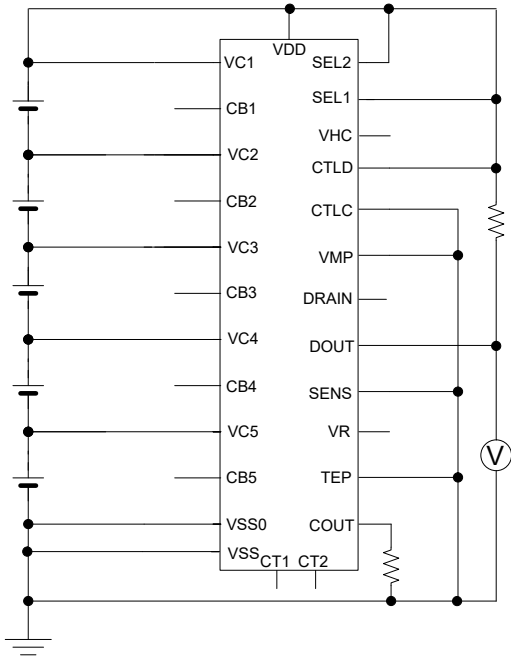 VDD
VC1
CB1
VC2
CB2
VC3
CB3
VC4
CB4
VC5
CB5
VSS0
VSS
CT1 CT2
SEL2
SEL1
VHC
CTLD
CTLC
VMP
DRAIN
DOUT
SENS
VR
TEP
COUT
V